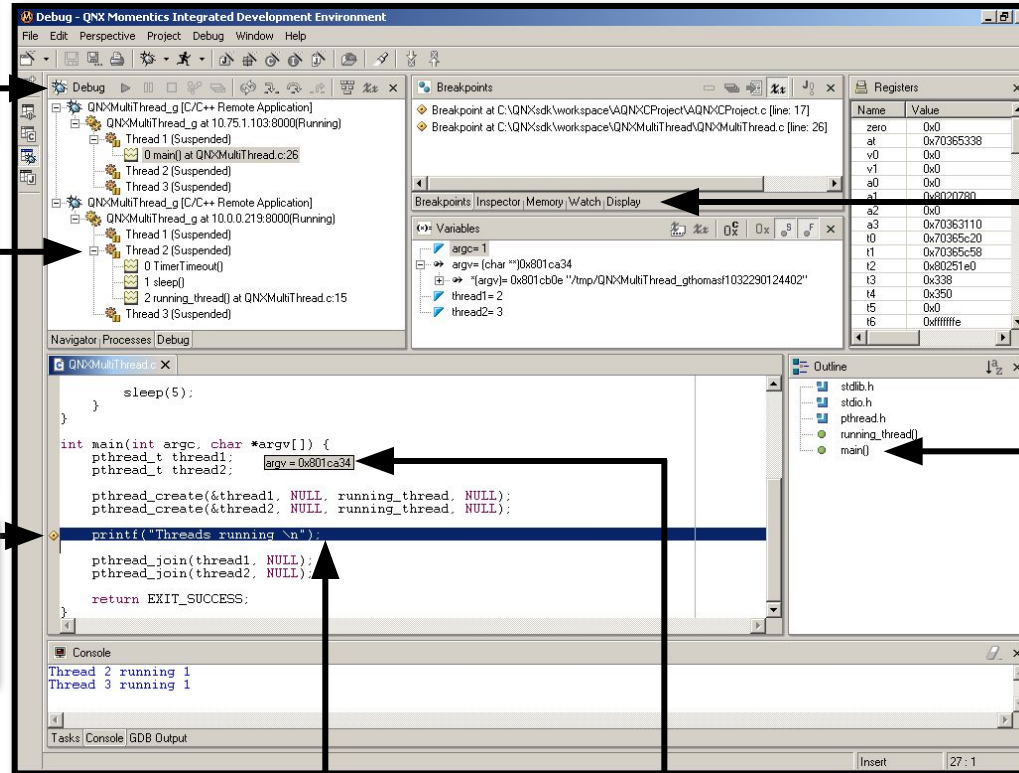 Debug - QNX Momentics Integrated Development Environment
File Edit Perspective Project Debug Window Help
Debug
QNXMultiThread_g [C/C++ Remote Application]
QNXMultiThread_g at 10.75.1.103:8000(Running)
Thread 1 (Suspended)
0 main() at QNXMultiThread.c:26
Thread 2 (Suspended)
Thread 3 (Suspended)
QNXMultiThread_g [C/C++ Remote Application]
QNXMultiThread_g at 10.0.0.219:8000(Running)
Thread 1 (Suspended)
Thread 2 (Suspended)
0 TimerTimeout()
1 sleep()
2 running_thread() at QNXMultiThread.c:15
Thread 3 (Suspended)
Navigator Processes Debug
Breakpoints
Breakpoint at C:\QNXsdk\workspace\AQNXCProject\AQNXCProject.c [line: 17]
Breakpoint at C:\QNXsdk\workspace\QNXMultiThread\QNXMultiThread.c [line: 26]
Breakpoints Inspector Memory Watch Display
(x)= Variables
argc= 1
argv= (char **)0x801ca34
*(argv)= 0x801cb0e "/tmp/QNXMultiThread_gthomasf1032290124402"
thread1= 2
thread2= 3
Registers
Name Value
zero 0x0
at 0x70365338
v0 0x0
v1 0x0
a0 0x0
a1 0x8020780
a2 0x0
a3 0x70363110
t0 0x70365c20
t1 0x70365c58
t2 0x80251e0
t3 0x338
t4 0x350
t5 0x0
t6 0xfffffffe
QNXMultiThread.c
sleep(5);
}
}
int main(int argc, char *argv[]) {
pthread_t thread1;
pthread_t thread2;
argv = 0x801ca34
pthread_create(&thread1, NULL, running_thread, NULL);
pthread_create(&thread2, NULL, running_thread, NULL);
printf("Threads running \n");
pthread_join(thread1, NULL);
pthread_join(thread2, NULL);
return EXIT_SUCCESS;
}
Outline
stdlib.h
stdio.h
pthread.h
running_thread()
main()
Console
Thread 2 running 1
Thread 3 running 1
Tasks Console GDB Output
Insert 27 : 1